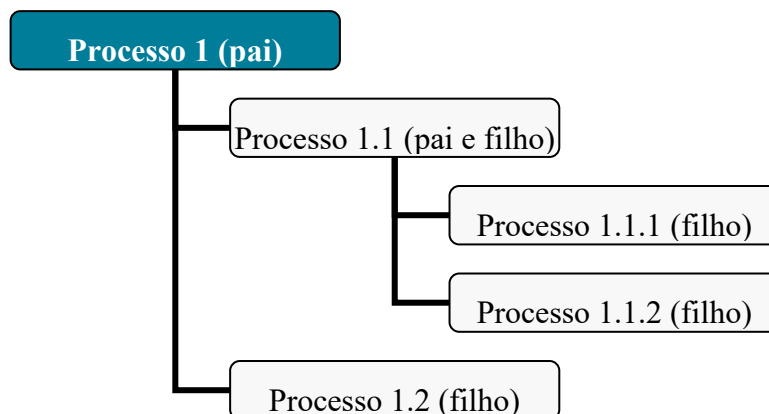 Processo 1 (pai)
Processo 1.1 (pai e filho)
Processo 1.1.1 (filho)
Processo 1.1.2 (filho)
Processo 1.2 (filho)